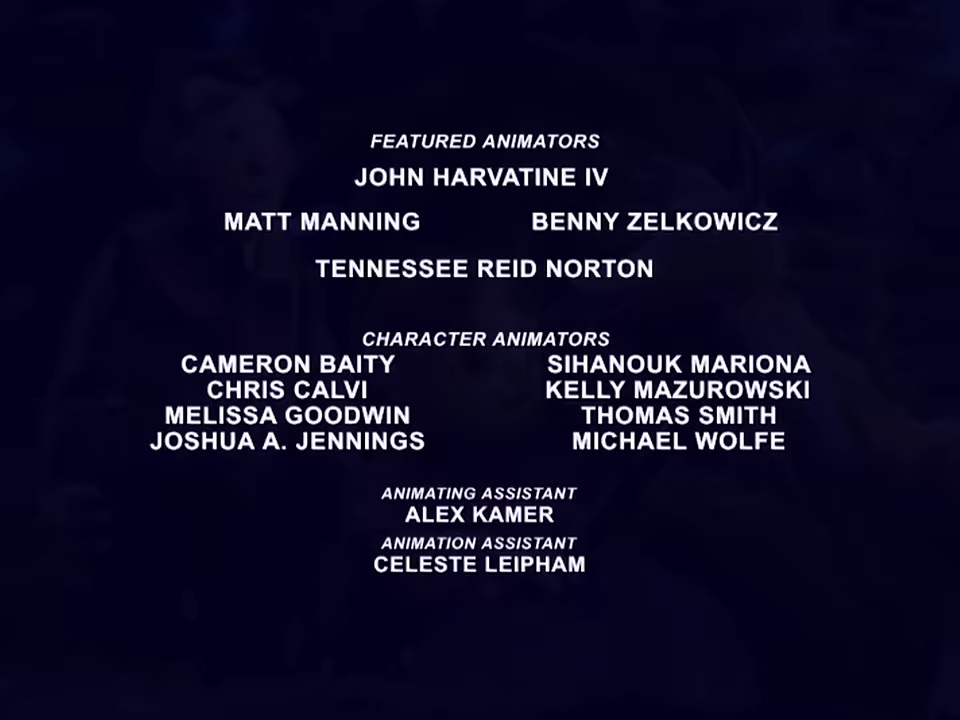 FEATURED ANIMATORS
JOHN HARVATINE IV
MATT MANNING BENNY ZELKOWICZ
TENNESSEE REID NORTON
CHARACTER ANIMATORS
CAMERON BAITY SIHANOUK MARIONA
CHRIS CALVI KELLY MAZUROWSKI
MELISSA GOODWIN THOMAS SMITH
JOSHUA A. JENNINGS MICHAEL WOLFE
ANIMATING ASSISTANT
ALEX KAMER
ANIMATION ASSISTANT
CELESTE LEIPHAM